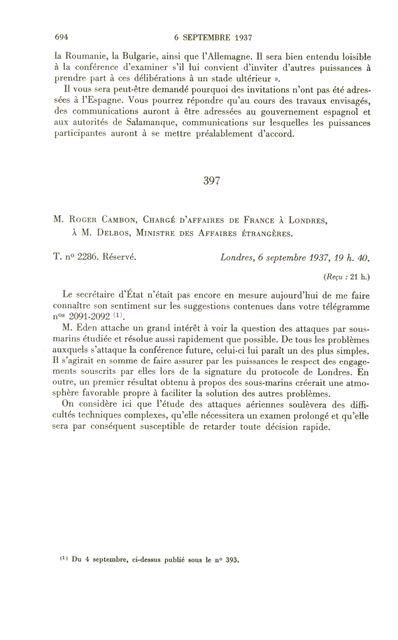 694
6 SEPTEMBRE 1937
la Roumanie, la Bulgarie, ainsi que l'Allemagne. Il sera bien entendu loisible
à la conférence d'examiner s'il lui convient d'inviter d'autres puissances à
prendre part à ces délibérations à un stade ultérieur ».
Il vous sera peut-être demandé pourquoi des invitations n'ont pas été adres-
sées à l'Espagne. Vous pourrez répondre qu'au cours des travaux envisagés,
des communications auront à être adressées au gouvernement espagnol et
aux autorités de Salamanque, communications sur lesquelles les puissances
participantes auront à se mettre préalablement d'accord.
397
M. Roger Cambon, Chargé d'affaires de France à Londres,
à M. Delbos, Ministre des Affaires étrangères.
T. nº 2286. Réservé.
Londres, 6 septembre 1937, 19 h. 40.
(Reçu : 21 h.)
Le secrétaire d'État n'était pas encore en mesure aujourd'hui de me faire
connaître son sentiment sur les suggestions contenues dans votre télégramme
nos 2091-2092 (1).
M. Eden attache un grand intérêt à voir la question des attaques par sous-
marins étudiée et résolue aussi rapidement que possible. De tous les problèmes
auxquels s'attaque la conférence future, celui-ci lui paraît un des plus simples.
Il s'agirait en somme de faire assurer par les puissances le respect des engage-
ments souscrits par elles lors de la signature du protocole de Londres. En
outre, un premier résultat obtenu à propos des sous-marins créerait une atmo-
sphère favorable propre à faciliter la solution des autres problèmes.
On considère ici que l'étude des attaques aériennes soulèvera des diffi-
cultés techniques complexes, qu'elle nécessitera un examen prolongé et qu'elle
sera par conséquent susceptible de retarder toute décision rapide.
(1) Du 4 septembre, ci-dessus publié sous le nº 393.